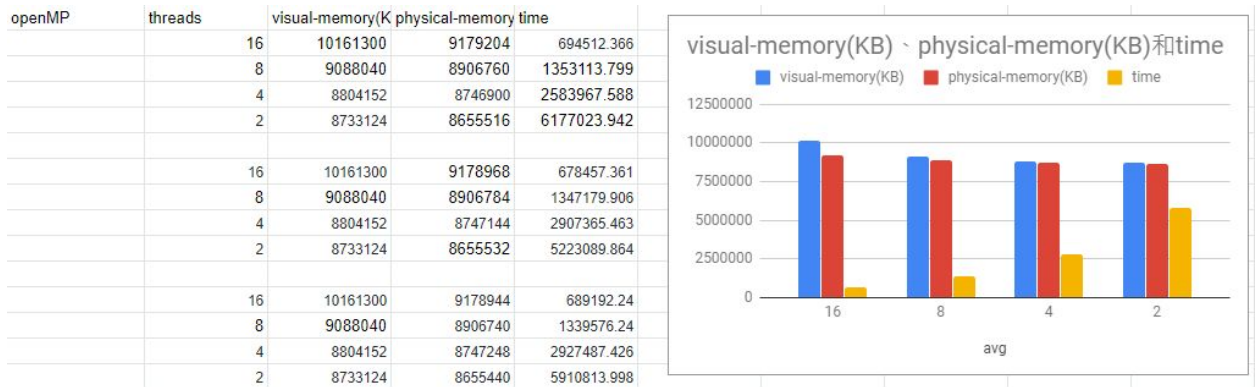 openMP threads visual-memory(K physical-memory time
16 10161300 9179204 694512.366
8 9088040 8906760 1353113.799
4 8804152 8746900 2583967.588
2 8733124 8655516 6177023.942
16 10161300 9178968 678457.361
8 9088040 8906784 1347179.906
4 8804152 8747144 2907365.463
2 8733124 8655532 5223089.864
16 10161300 9178944 689192.24
8 9088040 8906740 1339576.24
4 8804152 8747248 2927487.426
2 8733124 8655440 5910813.998
visual-memory(KB)、physical-memory(KB)和time
visual-memory(KB) physical-memory(KB) time
12500000
10000000
7500000
5000000
2500000
0
16 8 4 2
avg